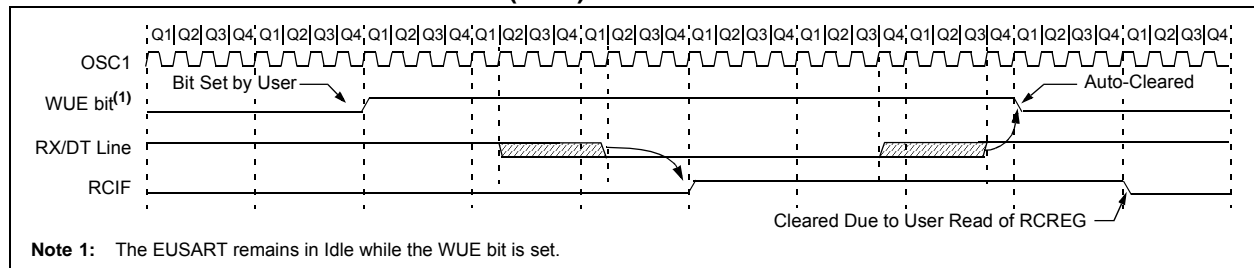 Q1|Q2|Q3|Q4 Q1|Q2|Q3|Q4 Q1|Q2|Q3|Q4 Q1|Q2|Q3|Q4 Q1|Q2|Q3|Q4 Q1|Q2|Q3|Q4 Q1|Q2|Q3|Q4 Q1|Q2|Q3|Q4 Q1|Q2|Q3|Q4 Q1|Q2|Q3|Q4
OSC1
Bit Set by User
Auto-Cleared
WUE bit(1)
RX/DT Line
RCIF
Cleared Due to User Read of RCREG
Note 1: The EUSART remains in Idle while the WUE bit is set.